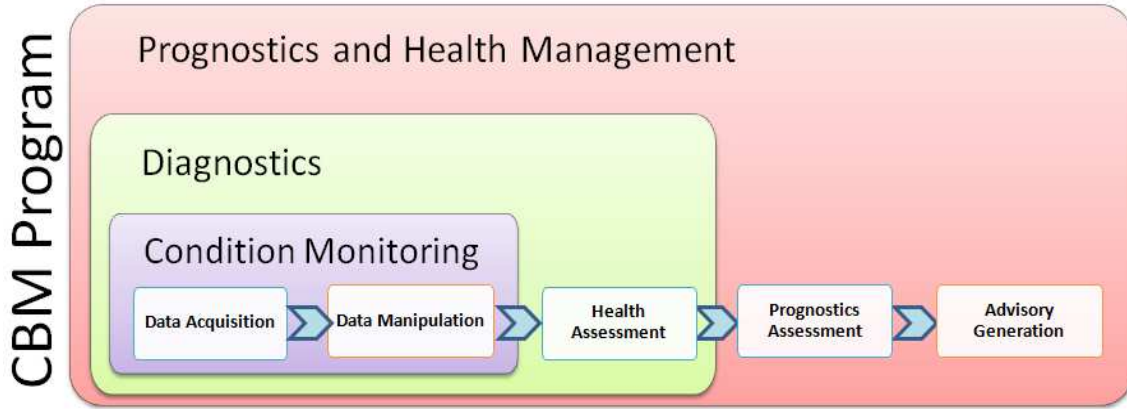 CBM Program
Prognostics and Health Management
Diagnostics
Condition Monitoring
Data Acquisition
Data Manipulation
Health
Assessment
Prognostics
Assessment
Advisory
Generation